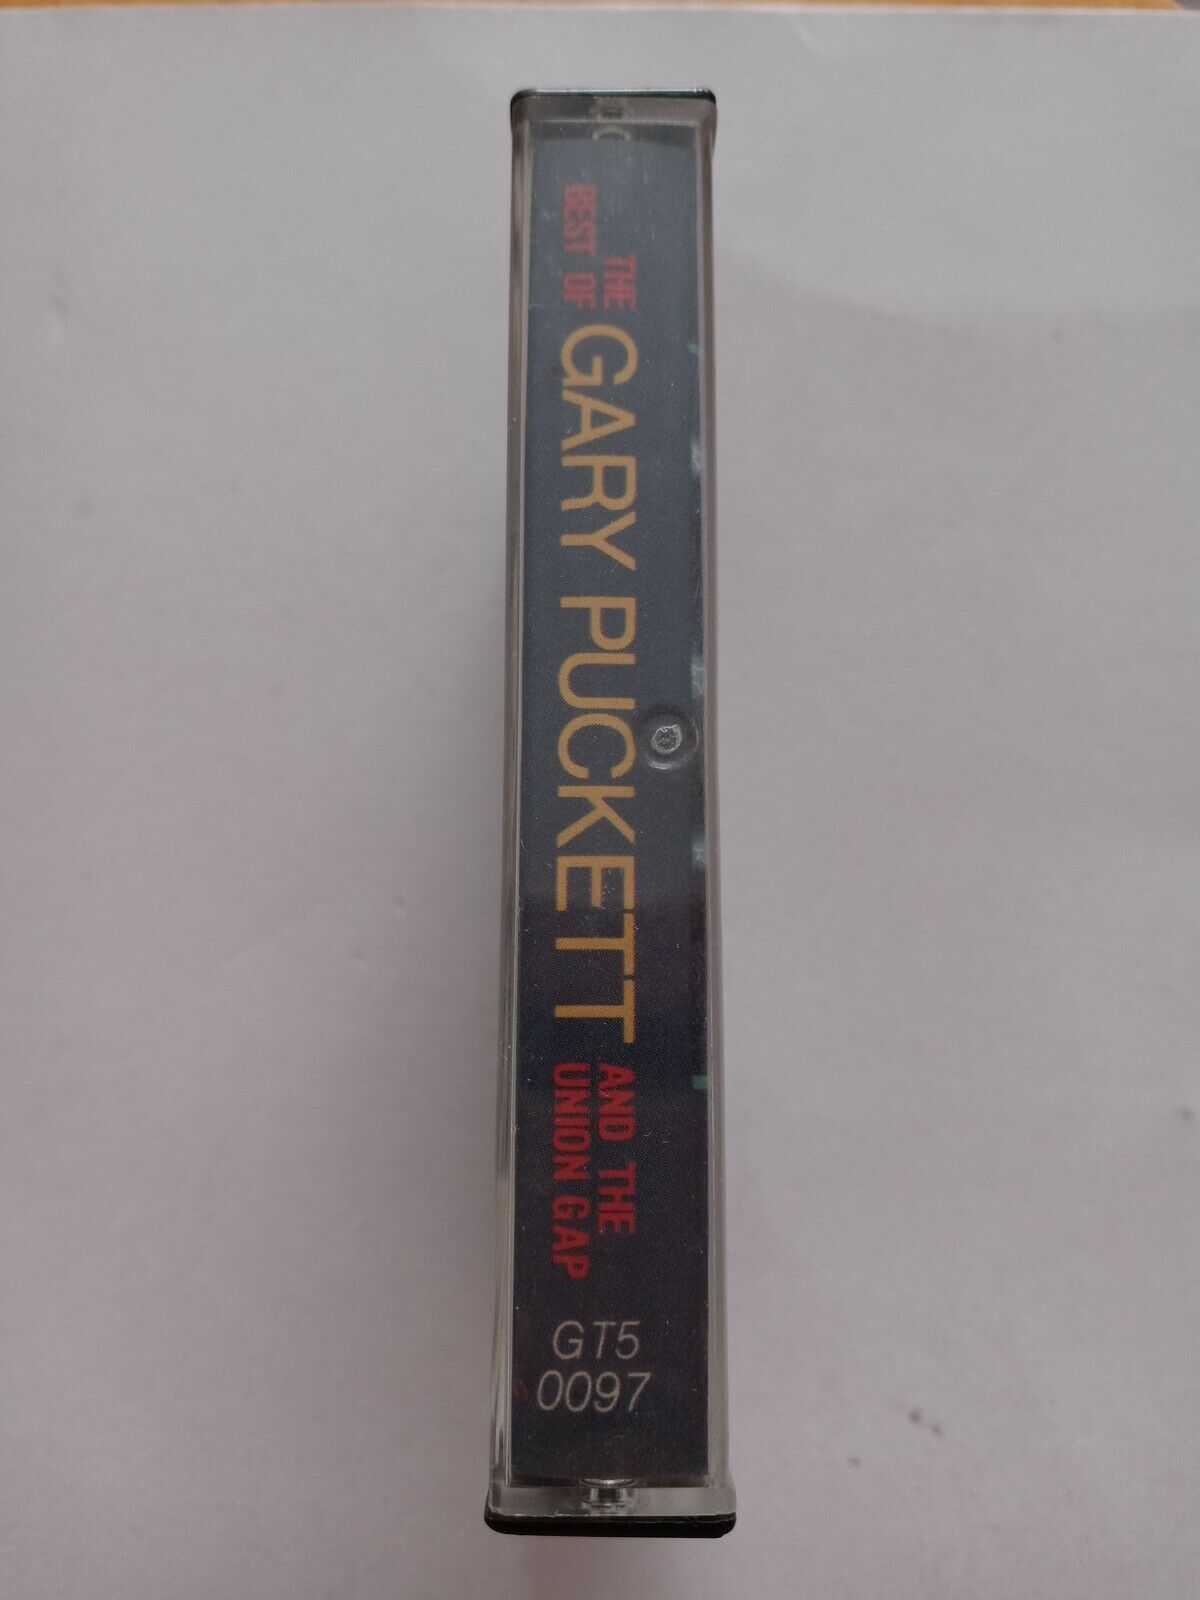 THE
BEST OF
GARY PUCKETT
AND THE
UNION GAP
GT5
0097